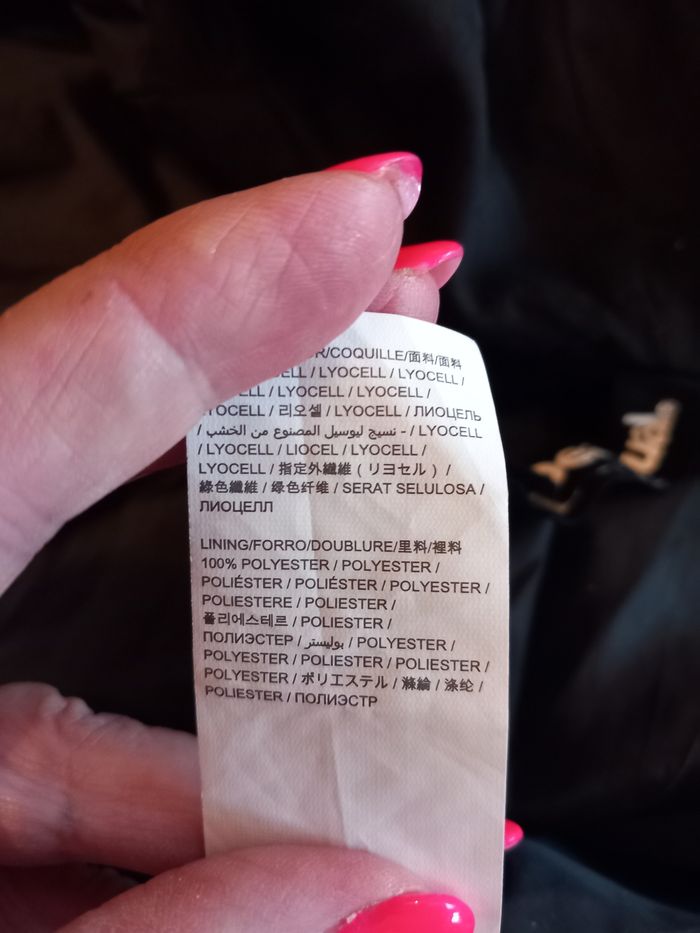 /COQUILLE/面料/面料
/ LYOCELL / LYOCELL /
/ LYOCELL / LYOCELL /
/ 리오셀 / LYOCELL / ЛИОЦЕЛЬ
/ نسيج ليوسيل المصنوع من الخشب - / LYOCELL
/ LYOCELL / LIOCEL / LYOCELL /
LYOCELL / 指定外繊維 ( リヨセル ) /
綠色纖維 / 绿色纤维 / SERAT SELULOSA /
ЛИОЦЕЛЛ
LINING/FORRO/DOUBLURE/里料/裡料
100% POLYESTER / POLYESTER /
POLIÉSTER / POLIÉSTER / POLYESTER /
POLIESTERE / POLIESTER /
폴리에스테르 / POLIESTER /
ПОЛИЭСТЕР / بوليستر / POLYESTER /
POLYESTER / POLIESTER / POLIESTER /
POLYESTER / ポリエステル / 滌綸 / 涤纶 /
POLIESTER / ПОЛИЭСТР